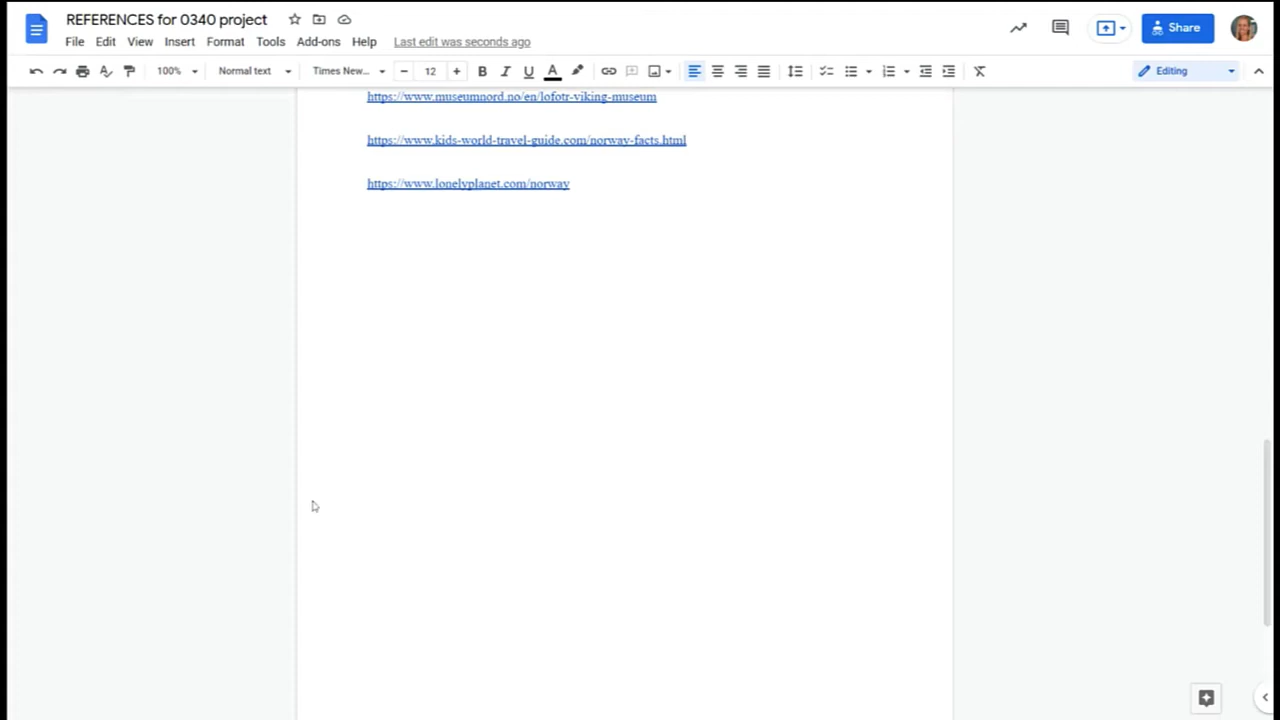 REFERENCES for 0340 project
File Edit View Insert Format Tools Add-ons Help Last edit was seconds ago
Share
100% Normal text Times New... 12 B I U A Editing
https://www.museumnord.no/en/lofotr-viking-museum
https://www.kids-world-travel-guide.com/norway-facts.html
https://www.lonelyplanet.com/norway